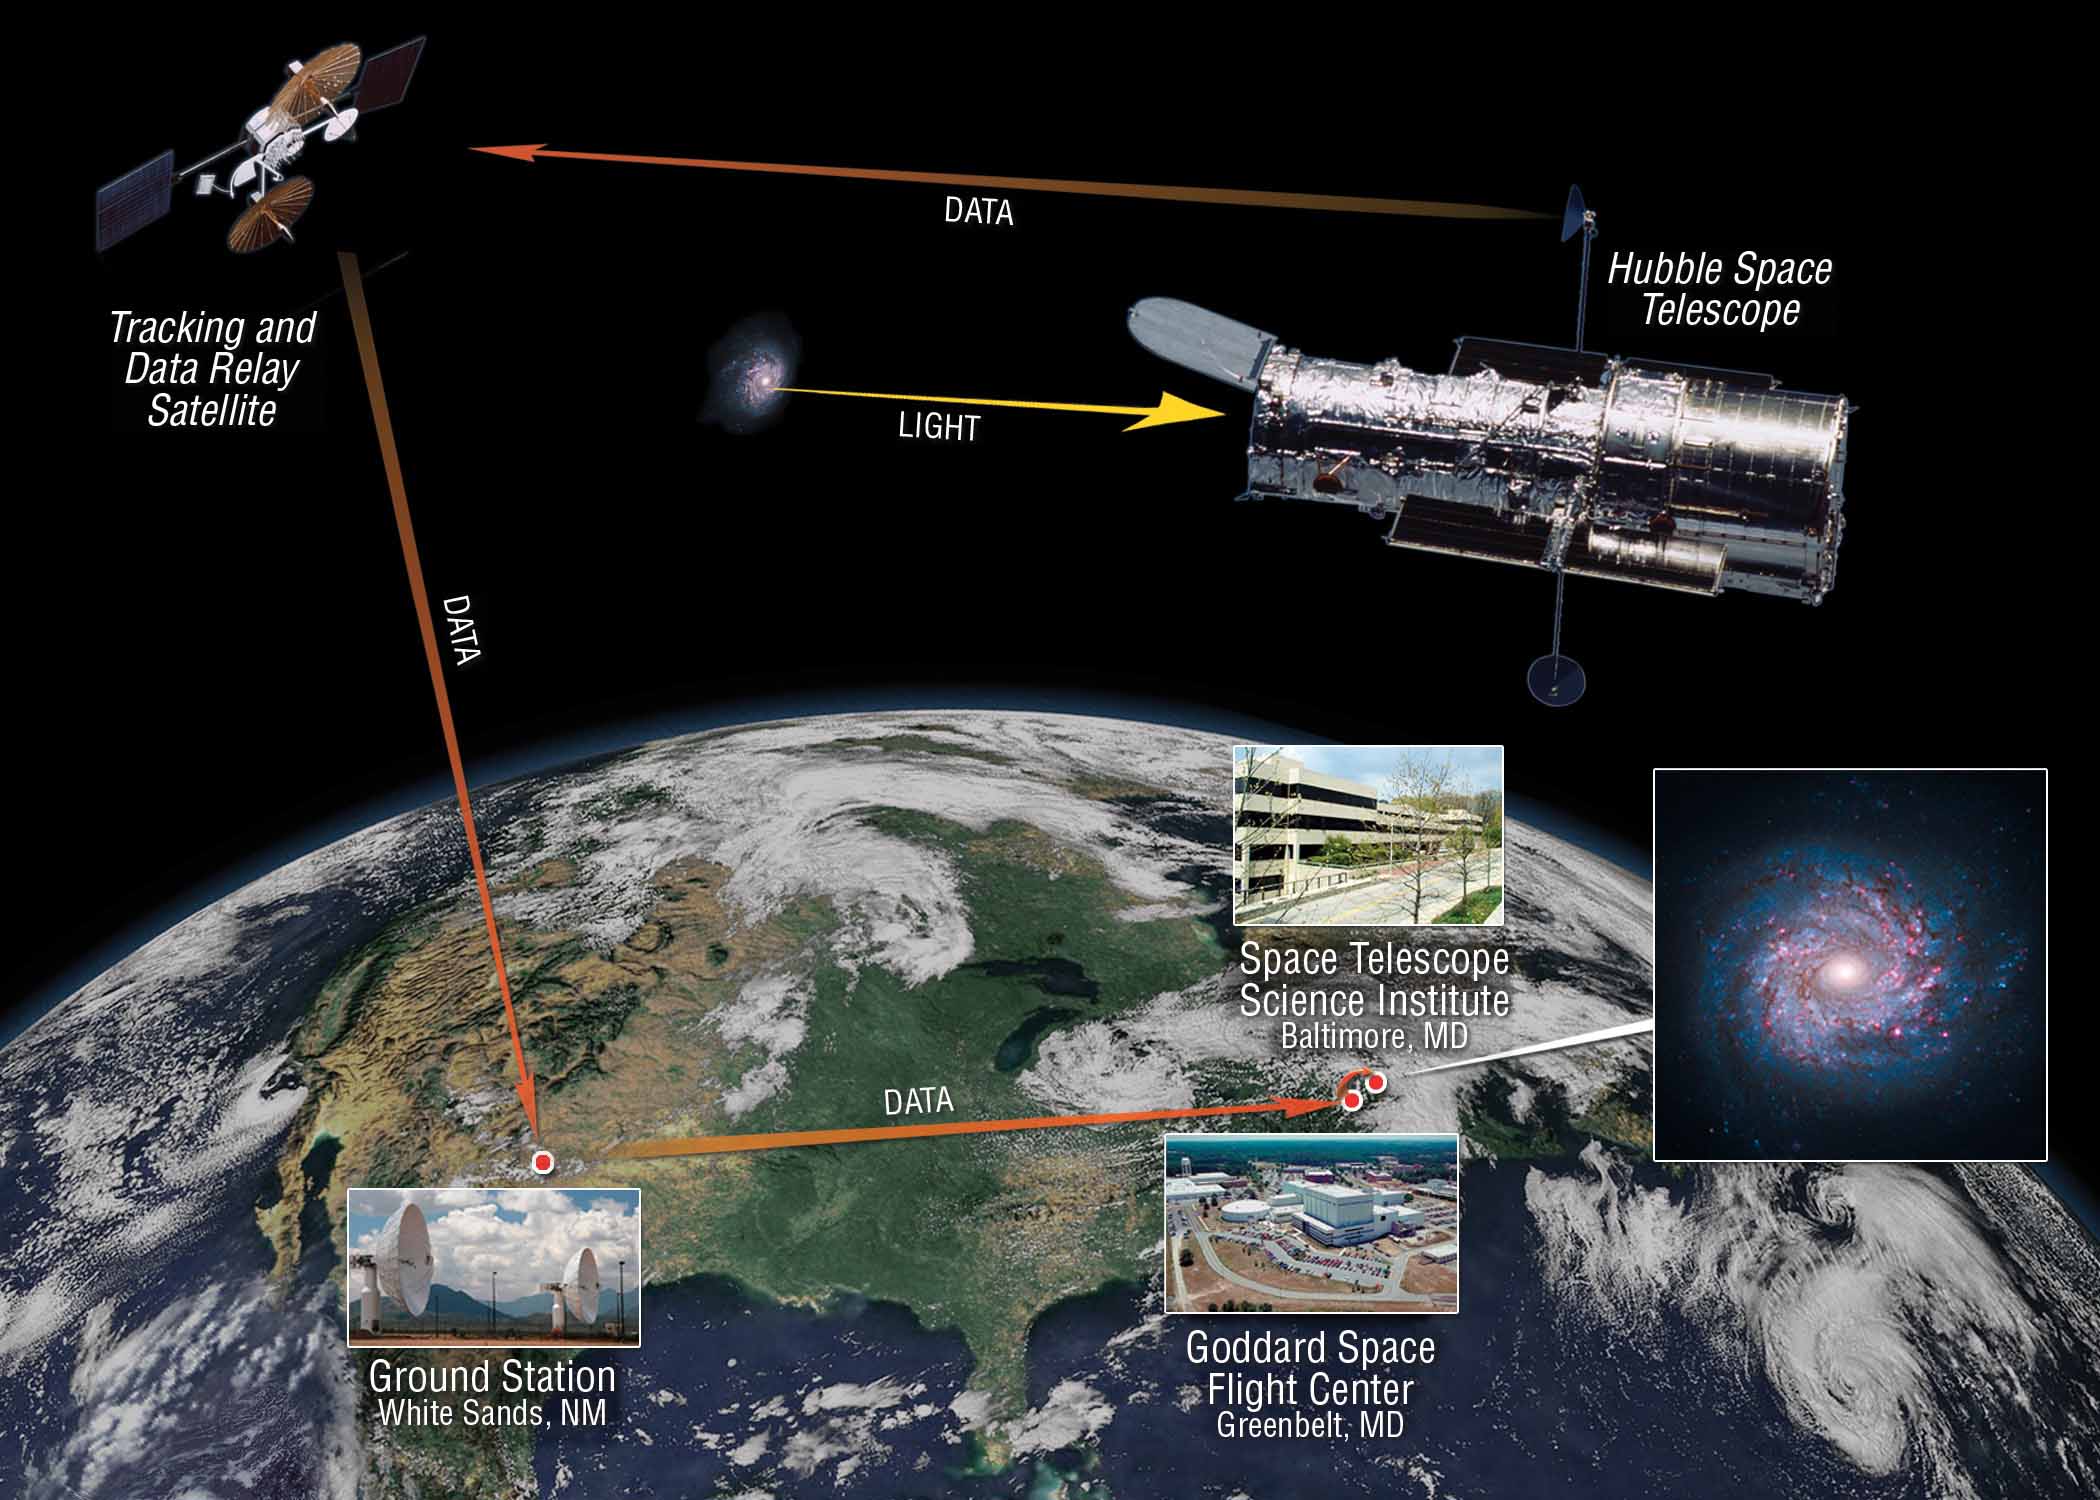 DATA
Hubble Space
Telescope
Tracking and
Data Relay
Satellite
LIGHT
DATA
Space Telescope
Science Institute
Baltimore, MD
DATA
Ground Station
White Sands, NM
Goddard Space
Flight Center
Greenbelt, MD